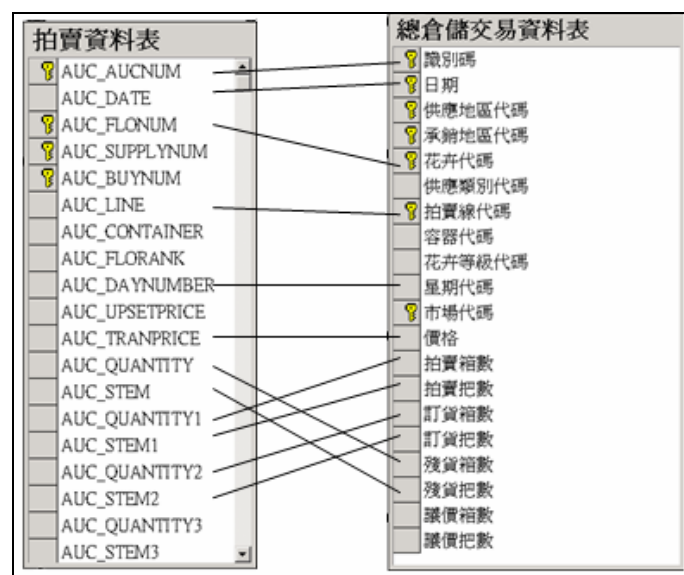 拍賣資料表
AUC_AUCNUM
AUC_DATE
AUC_FLONUM
AUC_SUPPLYNUM
AUC_BUYNUM
AUC_LINE
AUC_CONTAINER
AUC_FLORANK
AUC_DAYNUMBER
AUC_UPSETPRICE
AUC_TRANPRICE
AUC_QUANTITY
AUC_STEM
AUC_QUANTITY1
AUC_STEM1
AUC_QUANTITY2
AUC_STEM2
AUC_QUANTITY3
AUC_STEM3
總倉儲交易資料表
識別碼
日期
供應地區代碼
承銷地區代碼
花卉代碼
供應類別代碼
拍賣線代碼
容器代碼
花卉等級代碼
星期代碼
市場代碼
價格
拍賣箱數
拍賣把數
訂貨箱數
訂貨把數
殘貨箱數
殘貨把數
議價箱數
議價把數